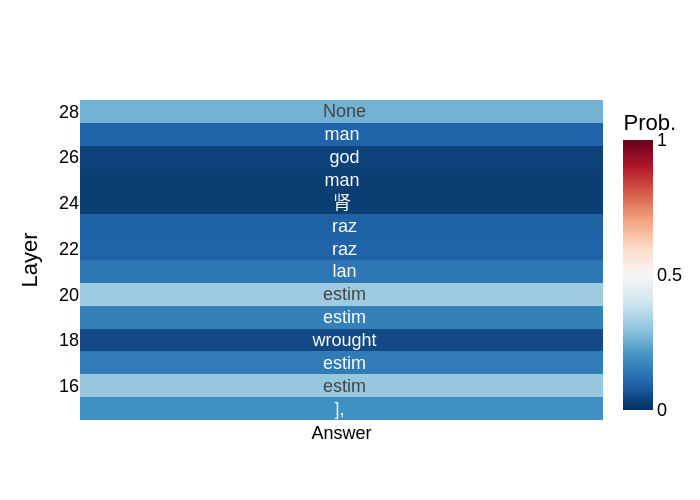 Prob.
28 None 1
man
26 god
man
24 肾
raz
22 raz 0.5
lan
20 estim
estim
18 wrought
estim
16 estim
], 0
Answer
Layer